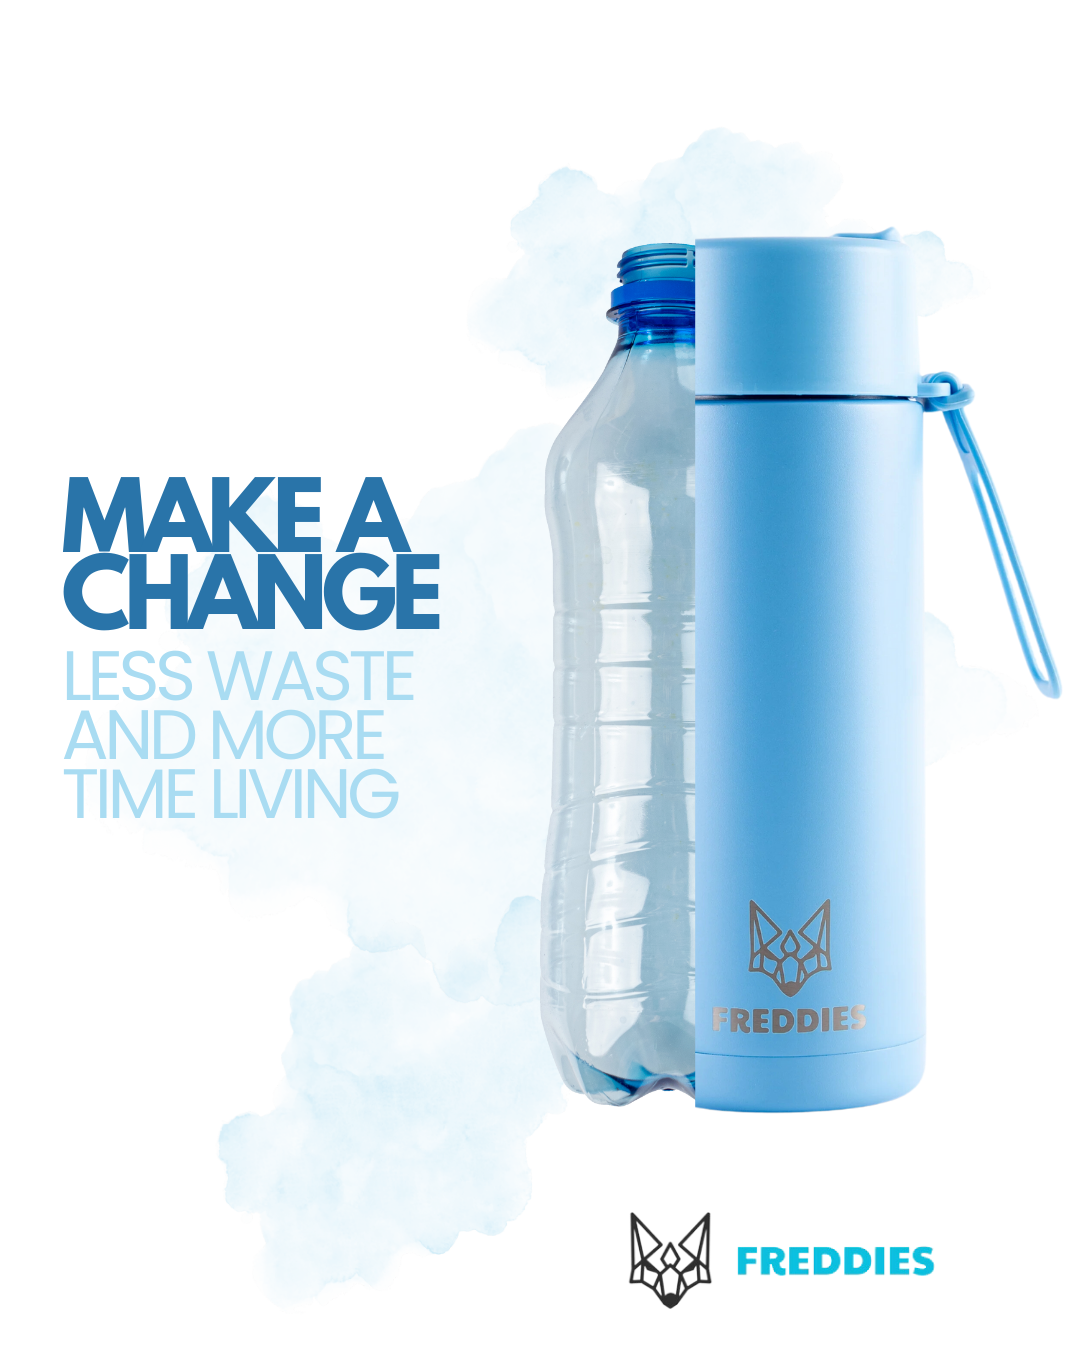 MAKE A
CHANGE
LESS WASTE
AND MORE
TIME LIVING
FREDDIES
FREDDIES